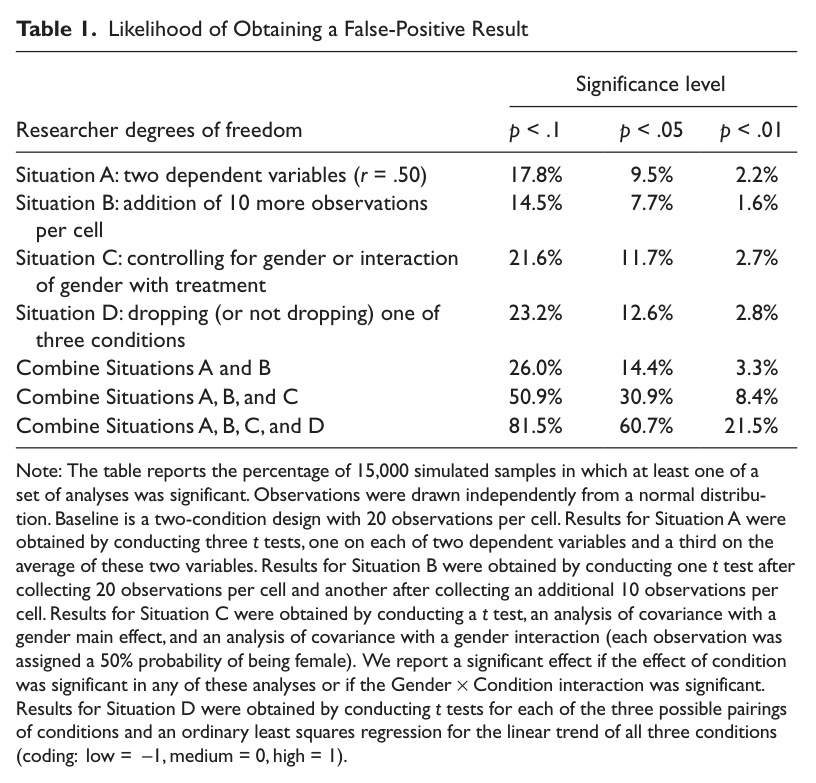 Table 1. Likelihood of Obtaining a False-Positive Result
Significance level
Researcher degrees of freedom p < .1 p < .05 p < .01
Situation A: two dependent variables (r = .50) 17.8% 9.5% 2.2%
Situation B: addition of 10 more observations 14.5% 7.7% 1.6%
per cell
Situation C: controlling for gender or interaction 21.6% 11.7% 2.7%
of gender with treatment
Situation D: dropping (or not dropping) one of 23.2% 12.6% 2.8%
three conditions
Combine Situations A and B 26.0% 14.4% 3.3%
Combine Situations A, B, and C 50.9% 30.9% 8.4%
Combine Situations A, B, C, and D 81.5% 60.7% 21.5%
Note: The table reports the percentage of 15,000 simulated samples in which at least one of a
set of analyses was significant. Observations were drawn independently from a normal distribu-
tion. Baseline is a two-condition design with 20 observations per cell. Results for Situation A were
obtained by conducting three t tests, one on each of two dependent variables and a third on the
average of these two variables. Results for Situation B were obtained by conducting one t test after
collecting 20 observations per cell and another after collecting an additional 10 observations per
cell. Results for Situation C were obtained by conducting a t test, an analysis of covariance with a
gender main effect, and an analysis of covariance with a gender interaction (each observation was
assigned a 50% probability of being female). We report a significant effect if the effect of condition
was significant in any of these analyses or if the Gender × Condition interaction was significant.
Results for Situation D were obtained by conducting t tests for each of the three possible pairings
of conditions and an ordinary least squares regression for the linear trend of all three conditions
(coding: low = –1, medium = 0, high = 1).